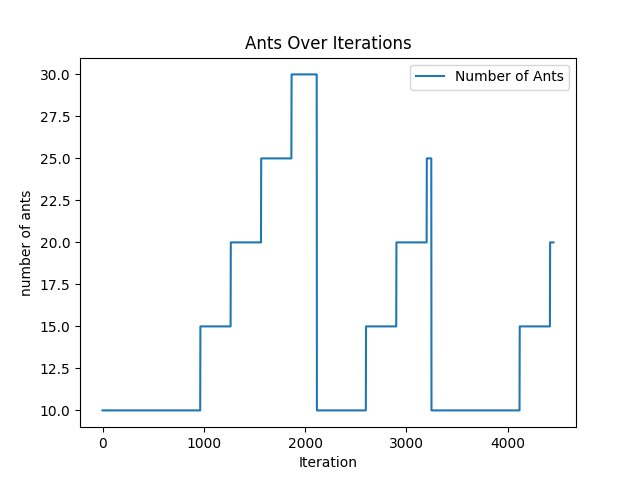 Ants Over Iterations
Number of Ants
number of ants
30.0
27.5
25.0
22.5
20.0
17.5
15.0
12.5
10.0
0 1000 2000 3000 4000
Iteration